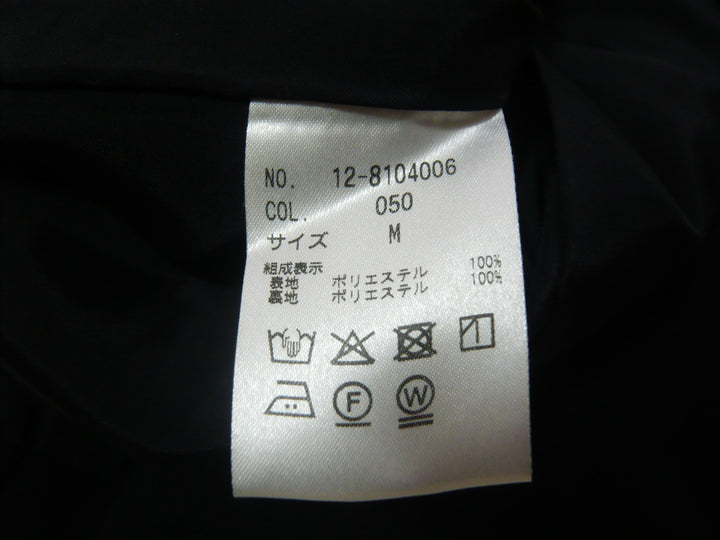 NO. 12-8104006
COL. 050
サイズ M
組成表示
表地 ポリエステル 100%
裏地 ポリエステル 100%
F W